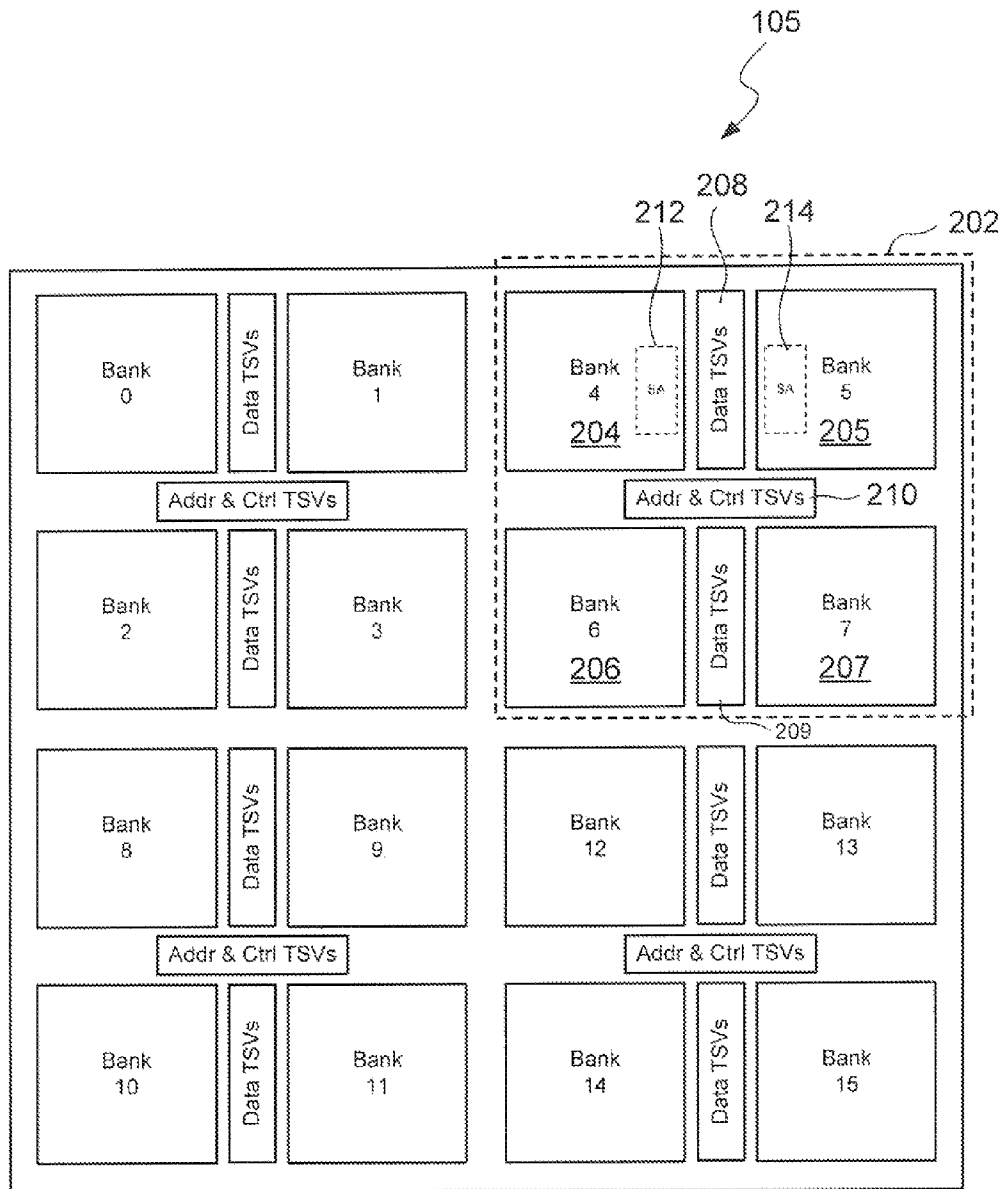 105
208
212
214
202
Bank
0
Data TSVs
Bank
1
Bank
4
204
SA
Data TSVs
SA
Bank
5
205
Addr & Ctrl TSVs
Addr & Ctrl TSVs
210
Bank
2
Data TSVs
Bank
3
Bank
6
206
Data TSVs
Bank
7
207
209
Bank
8
Data TSVs
Bank
9
Bank
12
Data TSVs
Bank
13
Addr & Ctrl TSVs
Addr & Ctrl TSVs
Bank
10
Data TSVs
Bank
11
Bank
14
Data TSVs
Bank
15